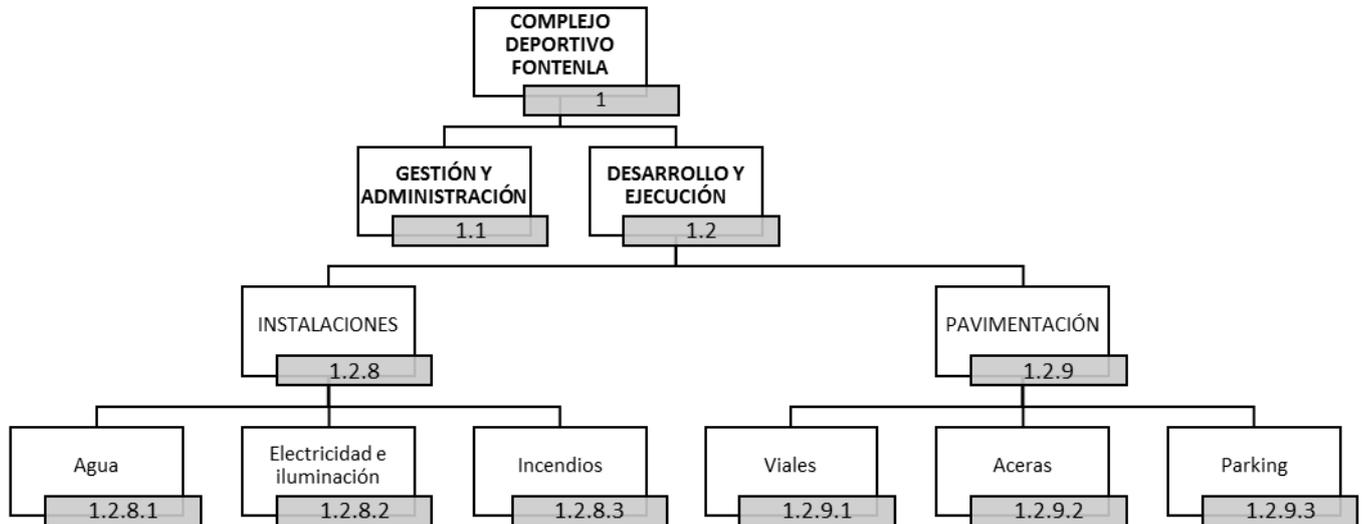 COMPLEJO
DEPORTIVO
FONTENLA
1
GESTIÓN Y
ADMINISTRACIÓN
1.1
DESARROLLO Y
EJECUCIÓN
1.2
INSTALACIONES
1.2.8
PAVIMENTACIÓN
1.2.9
Agua
1.2.8.1
Electricidad e
iluminación
1.2.8.2
Incendios
1.2.8.3
Viales
1.2.9.1
Aceras
1.2.9.2
Parking
1.2.9.3